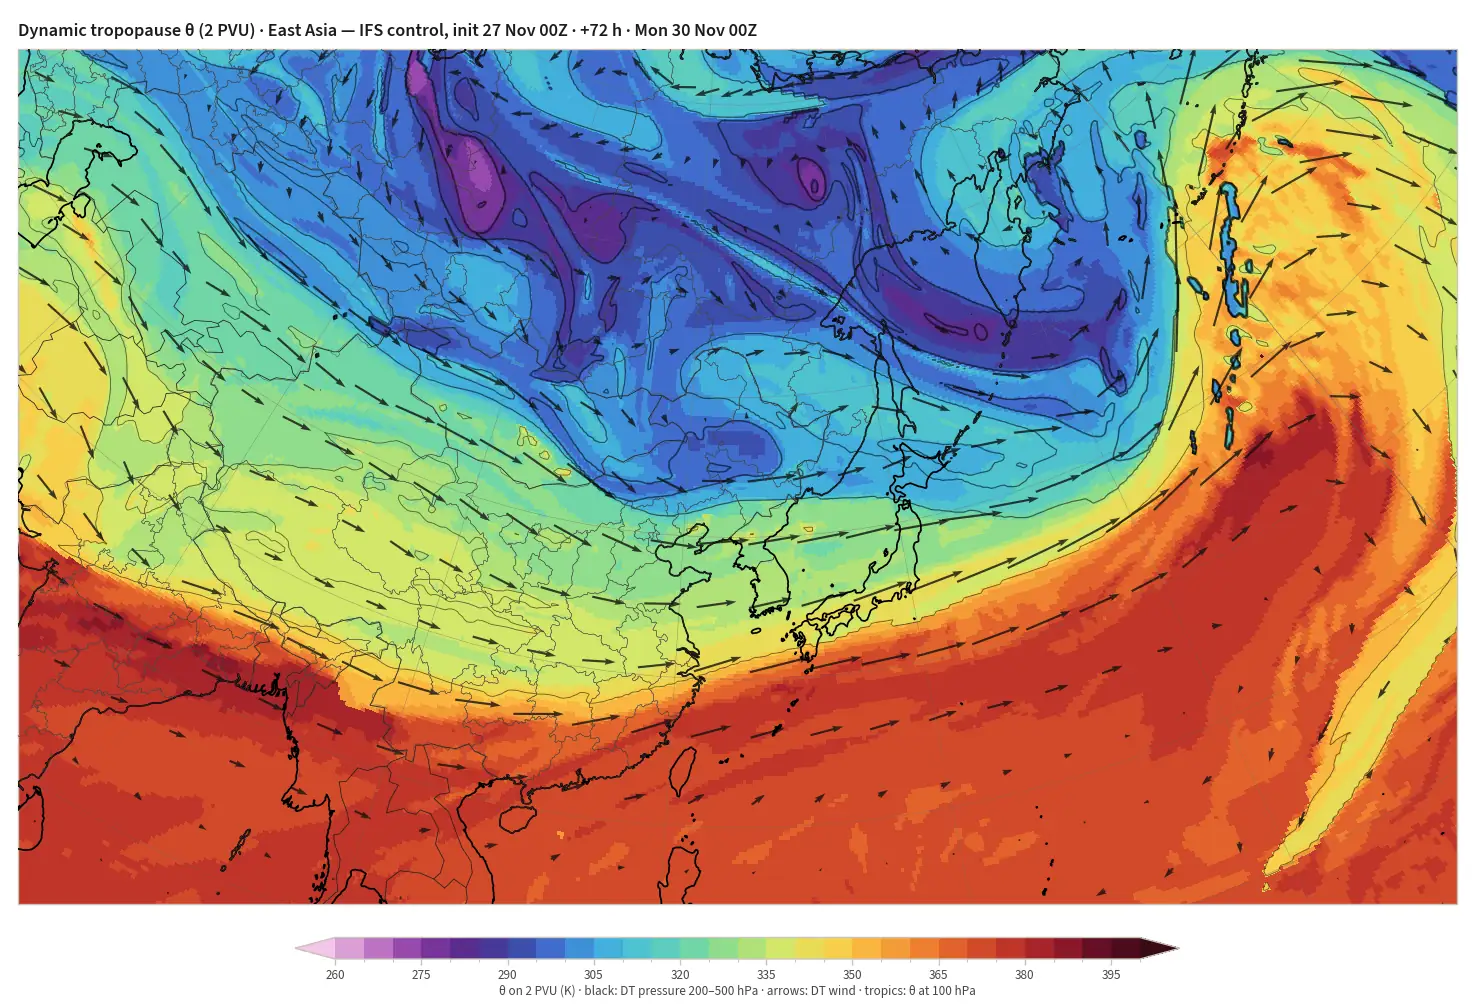 Dynamic tropopause θ (2 PVU) · East Asia — IFS control, init 27 Nov 00Z · +72 h · Mon 30 Nov 00Z
260 275 290 305 320 335 350 365 380 395
θ on 2 PVU (K) · black: DT pressure 200–500 hPa · arrows: DT wind · tropics: θ at 100 hPa